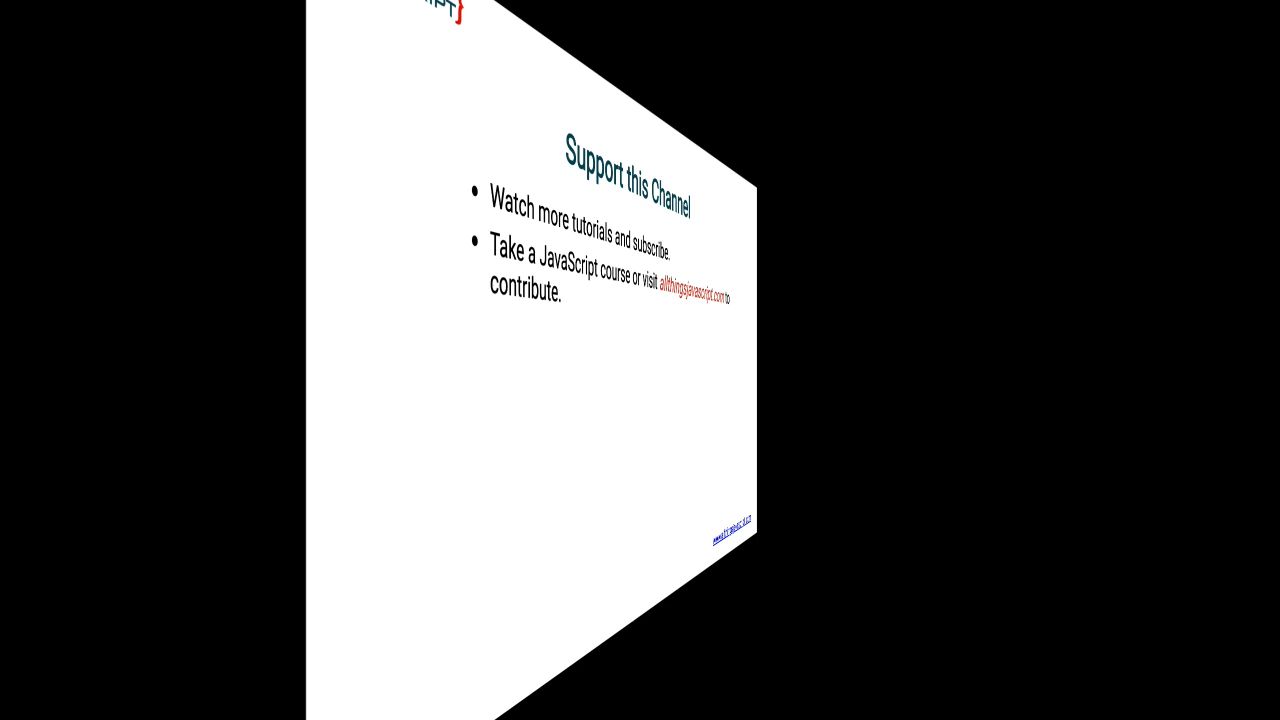 Support this Channel
• Watch more tutorials and subscribe.
• Take a JavaScript course or visit allthingsjavascript.com to
contribute.